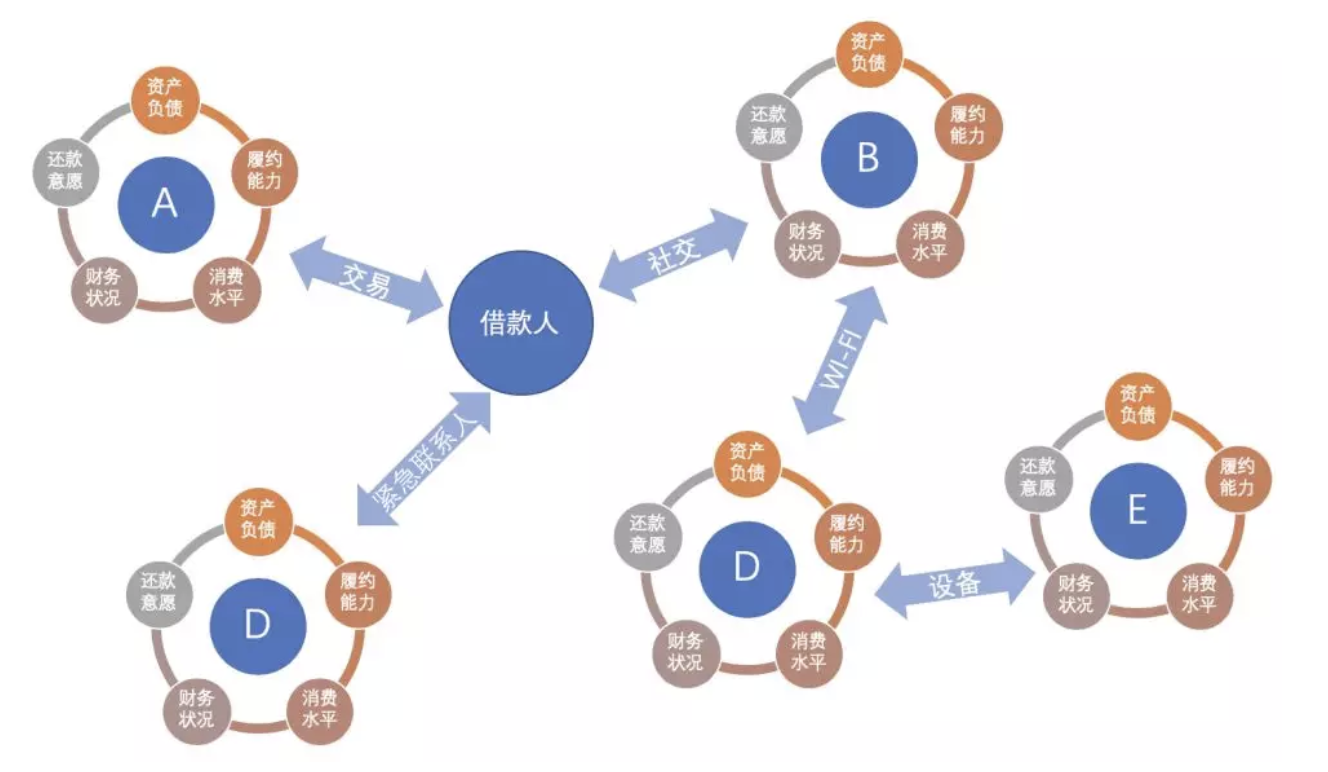 资产
负债
还款
意愿
履约
能力
A
财务
状况
消费
水平
交易
借款人
社交
资产
负债
还款
意愿
履约
能力
B
财务
状况
消费
水平
WI-FI
紧急联系人
资产
负债
还款
意愿
履约
能力
D
财务
状况
消费
水平
资产
负债
还款
意愿
履约
能力
D
财务
状况
消费
水平
设备
资产
负债
还款
意愿
履约
能力
E
财务
状况
消费
水平